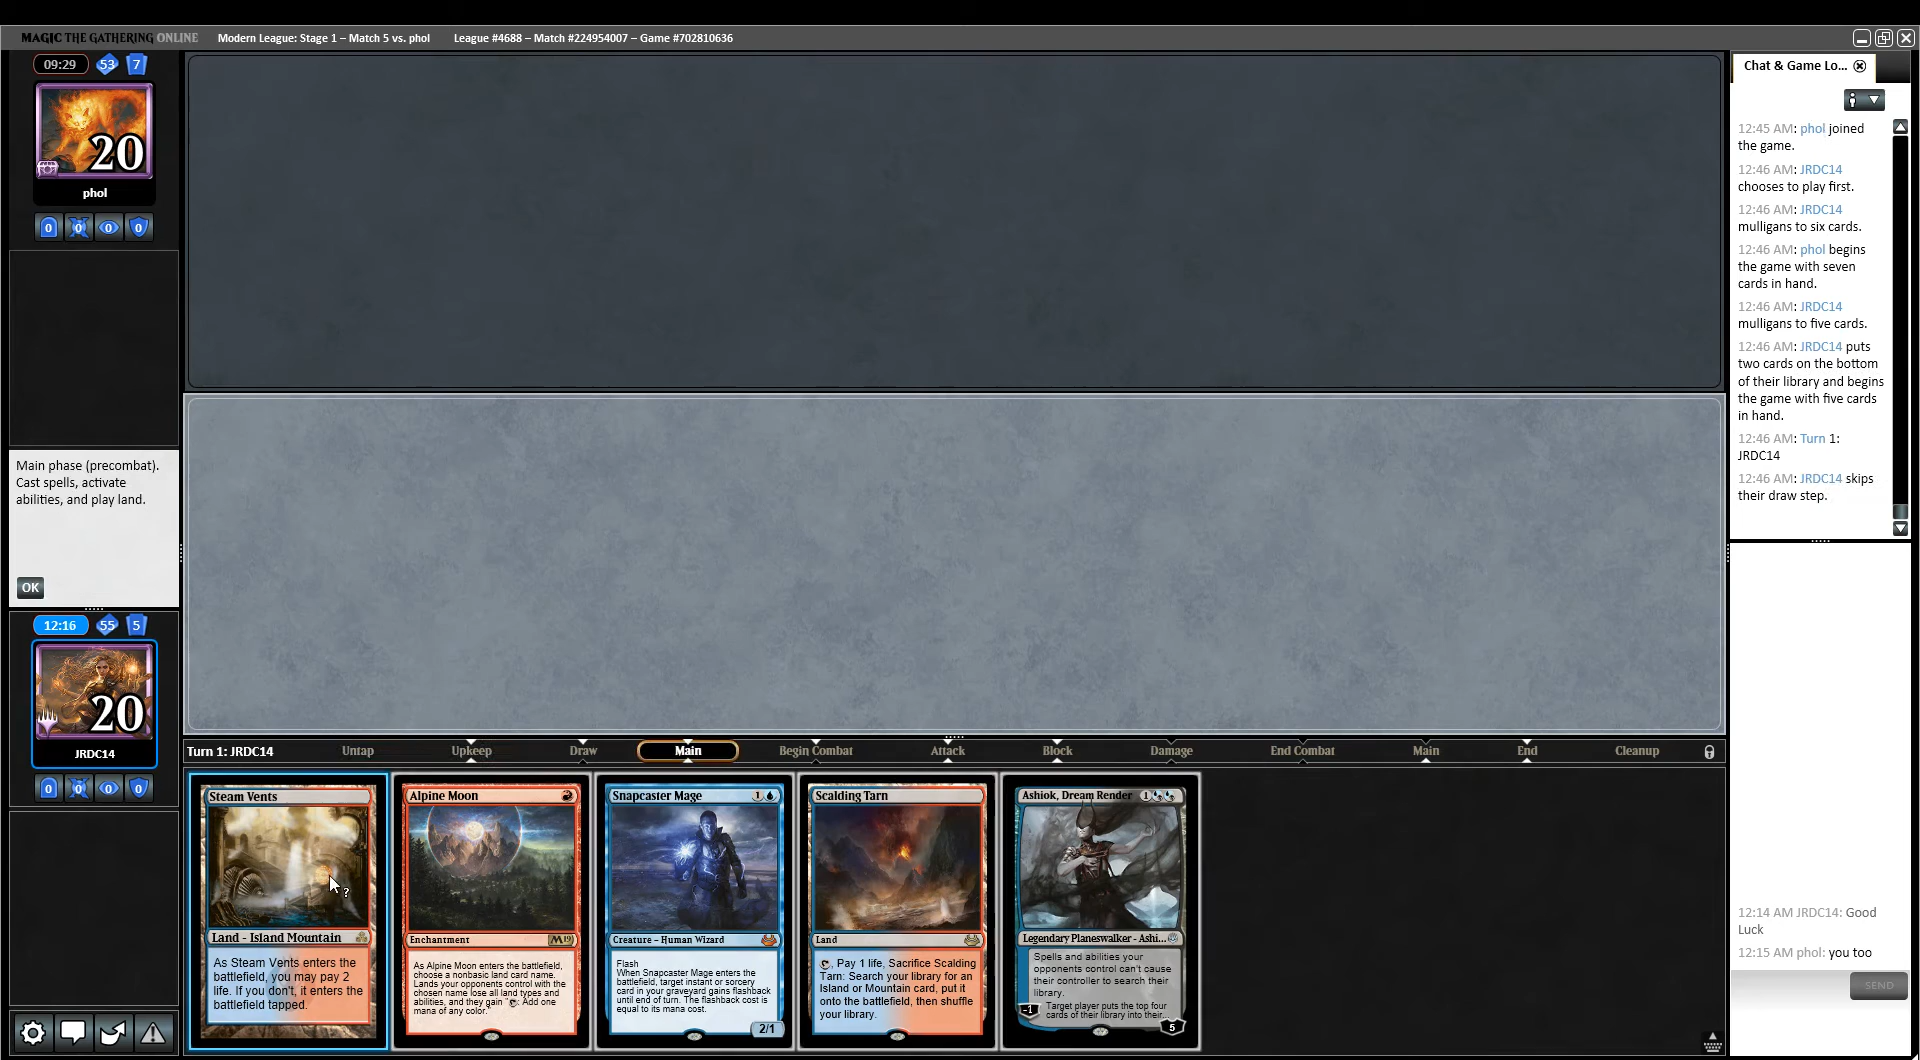 MAGIC THE GATHERING ONLINE
Modern League: Stage 1 – Match 5 vs. phol
League #4688 – Match #224954007 – Game #702810636
09:29
53
7
20
phol
0
0
0
0
Main phase (precombat).
Cast spells, activate
abilities, and play land.
OK
12:16
55
5
20
JRDC14
0
0
0
0
Turn 1: JRDC14
Untap
Upkeep
Draw
Main
Begin Combat
Attack
Block
Damage
End Combat
Main
End
Cleanup
Steam Vents
Land – Island Mountain
As Steam Vents enters the
battlefield, you may pay 2
life. If you don't, it enters the
battlefield tapped.
?
Alpine Moon
Enchantment
M19
As Alpine Moon enters the battlefield,
choose a nonbasic land card name.
Lands your opponents control with the
chosen name lose all land types and
abilities, and they gain ": Add one
mana of any color."
Snapcaster Mage
1
Creature – Human Wizard
Flash
When Snapcaster Mage enters the
battlefield, target instant or sorcery
card in your graveyard gains flashback
until end of turn. The flashback cost is
equal to its mana cost.
2/1
Scalding Tarn
Land
, Pay 1 life, Sacrifice Scalding
Tarn: Search your library for an
Island or Mountain card, put it
onto the battlefield, then shuffle
your library.
Ashiok, Dream Render
1
Legendary Planeswalker - Ashi...
Spells and abilities your
opponents control can't cause
their controller to search their
library.
-1
Target player puts the top four
cards of their library into their...
5
Chat & Game Lo...
12:45 AM: phol joined
the game.
12:46 AM: JRDC14
chooses to play first.
12:46 AM: JRDC14
mulligans to six cards.
12:46 AM: phol begins
the game with seven
cards in hand.
12:46 AM: JRDC14
mulligans to five cards.
12:46 AM: JRDC14 puts
two cards on the bottom
of their library and begins
the game with five cards
in hand.
12:46 AM: Turn 1:
JRDC14
12:46 AM: JRDC14 skips
their draw step.
12:14 AM JRDC14: Good
Luck
12:15 AM phol: you too
SEND